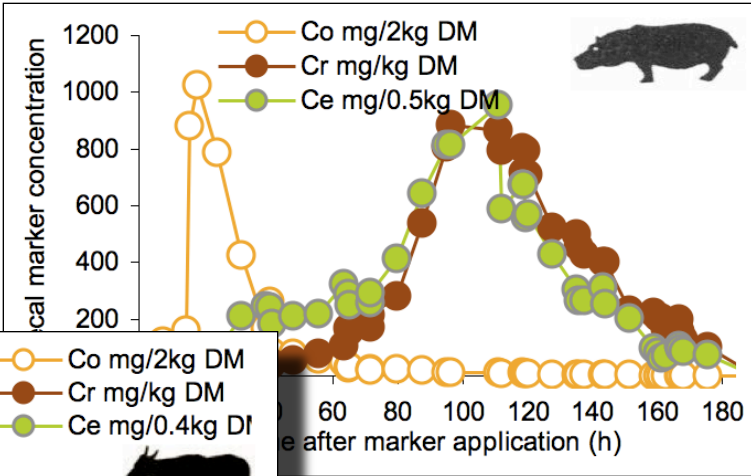 1200
Co mg/2kg DM
Cr mg/kg DM
1000
Ce mg/0.5kg DM
800
600
400
200
ecal marker concentration
60
80
100
120
140
160
180
after marker application (h)
Co mg/2kg DM
Cr mg/kg DM
Ce mg/0.4kg